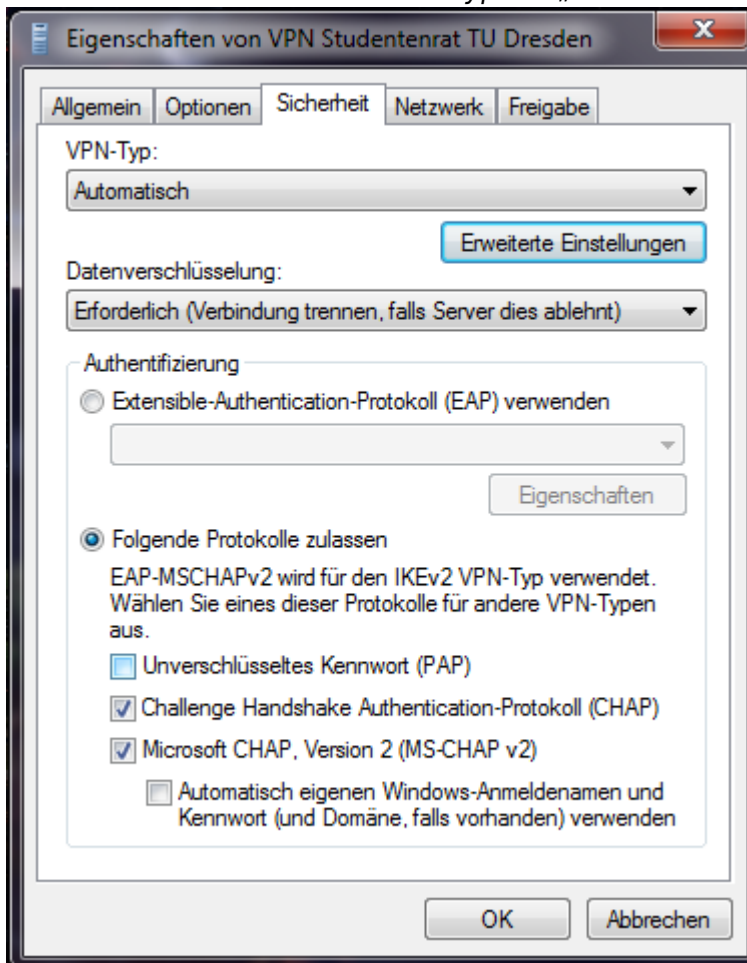 Eigenschaften von VPN Studentenrat TU Dresden
Allgemein Optionen Sicherheit Netzwerk Freigabe
VPN-Typ:
Automatisch
Erweiterte Einstellungen
Datenverschlüsselung:
Erforderlich (Verbindung trennen, falls Server dies ablehnt)
Authentifizierung
Extensible-Authentication-Protokoll (EAP) verwenden
Eigenschaften
Folgende Protokolle zulassen
EAP-MSCHAPv2 wird für den IKEv2 VPN-Typ verwendet.
Wählen Sie eines dieser Protokolle für andere VPN-Typen
aus.
Unverschlüsseltes Kennwort (PAP)
Challenge Handshake Authentication-Protokoll (CHAP)
Microsoft CHAP, Version 2 (MS-CHAP v2)
Automatisch eigenen Windows-Anmeldenamen und
Kennwort (und Domäne, falls vorhanden) verwenden
OK Abbrechen